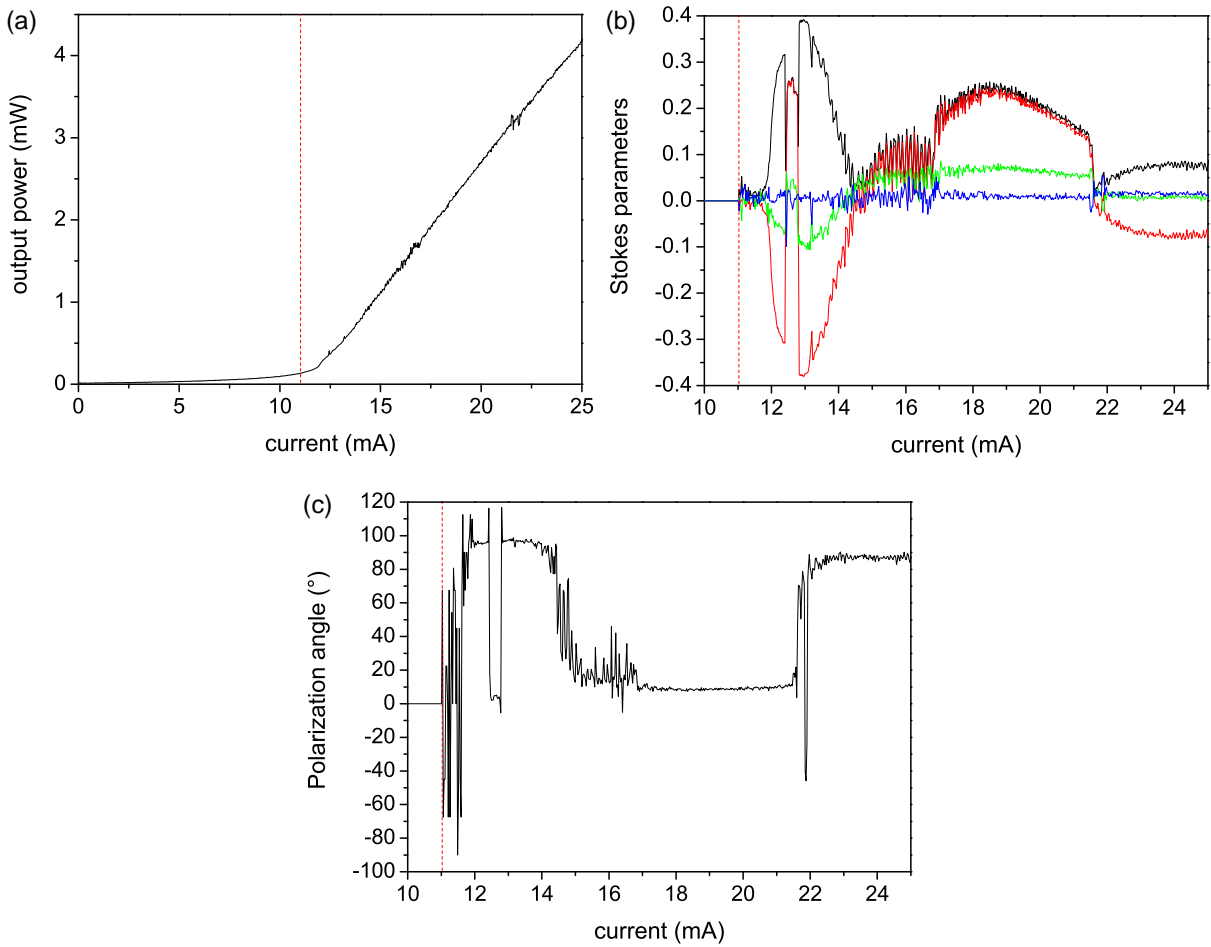 (a)
output power (mW)
4
3
2
1
0
0 5 10 15 20 25
current (mA)
(b)
Stokes parameters
0.4
0.3
0.2
0.1
0.0
-0.1
-0.2
-0.3
-0.4
10 12 14 16 18 20 22 24
current (mA)
(c)
Polarization angle (°)
120
100
80
60
40
20
0
-20
-40
-60
-80
-100
10 12 14 16 18 20 22 24
current (mA)